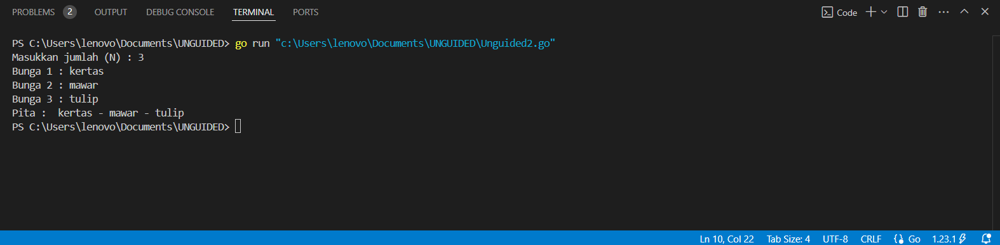 PROBLEMS 2 OUTPUT DEBUG CONSOLE TERMINAL PORTS Code
PS C:\Users\lenovo\Documents\UNGUIDED> go run "c:\Users\lenovo\Documents\UNGUIDED\Unguided2.go"
Masukkan jumlah (N) : 3
Bunga 1 : kertas
Bunga 2 : mawar
Bunga 3 : tulip
Pita :  kertas - mawar - tulip
PS C:\Users\lenovo\Documents\UNGUIDED>
Ln 10, Col 22 Tab Size: 4 UTF-8 CRLF Go 1.23.1